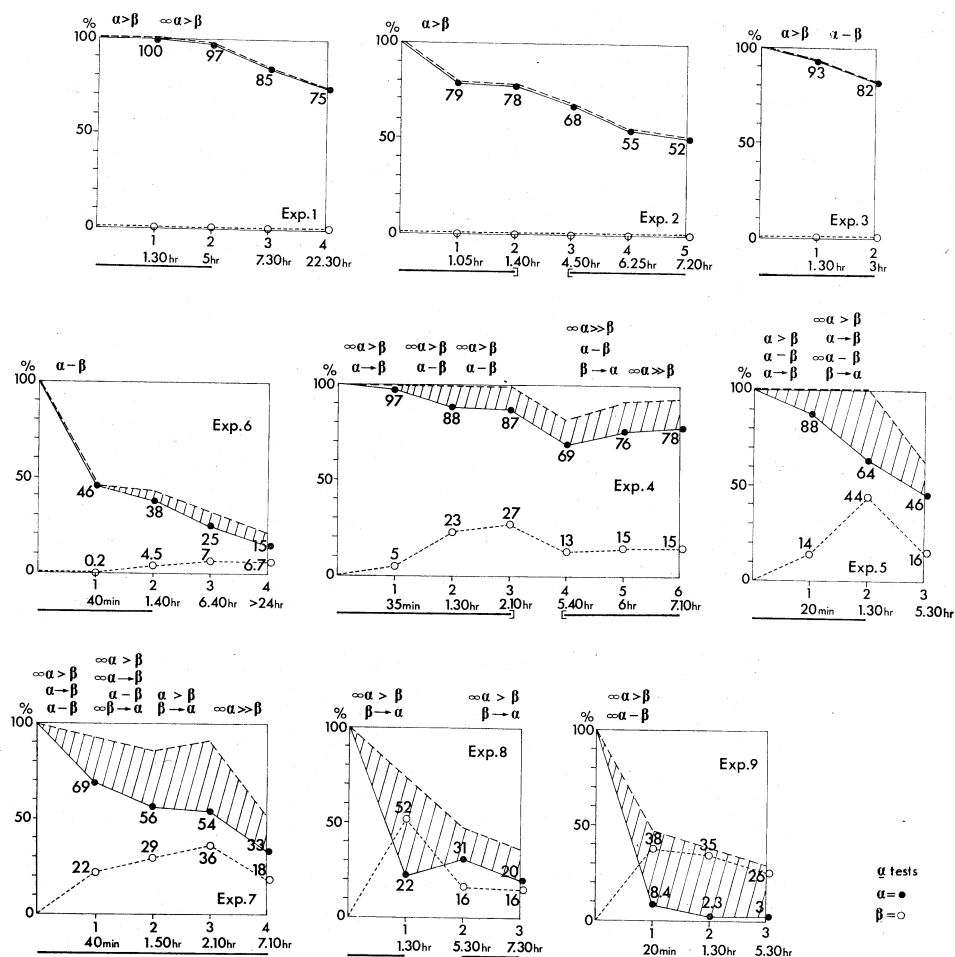 % α>β ∞α>β
100
50
0
100
97
85
75
Exp.1
1 2 3 4
1.30hr 5hr 7.30hr 22.30hr
% α>β
100
50
0
79
78
68
55
52
Exp.2
1 2 3 4 5
1.05hr 1.40hr 4.50hr 6.25hr 7.20hr
% α>β α−β
100
50
0
93
82
Exp.3
1 2
1.30hr 3hr
% α−β
100
50
0
Exp.6
46
38
25
15
0.2
4.5
7
6.7
1 2 3 4
40min 1.40hr 6.40hr >24hr
∞α>>β
∞α>β ∞α>β ∞α>β α−β
α→β α−β α−β β→α ∞α≫β
%
100
50
0
97
88
87
69
76
78
Exp.4
5
23
27
13
15
15
1 2 3 4 5 6
35min 1.30hr 2.10hr 5.40hr 6hr 7.10hr
∞α > β
α > β α→β
α−β ∞α−β
α→β β→α
%
100
50
0
88
64
46
14
44
16
Exp.5
1 2 3
20min 1.30hr 5.30hr
∞α > β
∞α > β ∞α→β
α→β α−β α > β
α−β ∞β→α β→α ∞α≫β
%
100
50
0
69
56
54
33
22
29
36
18
Exp.7
1 2 3 4
40min 1.50hr 2.10hr 7.10hr
∞α > β ∞α > β
β→α β→α
%
100
50
0
Exp.8
52
22
31
20
16
16
1 2 3
1.30hr 5.30hr 7.30hr
∞α>β
∞α−β
%
100
50
0
Exp.9
38
35
25
8.4
2.3
3
1 2 3
20min 1.30hr 5.30hr
α tests
α=●
β=○